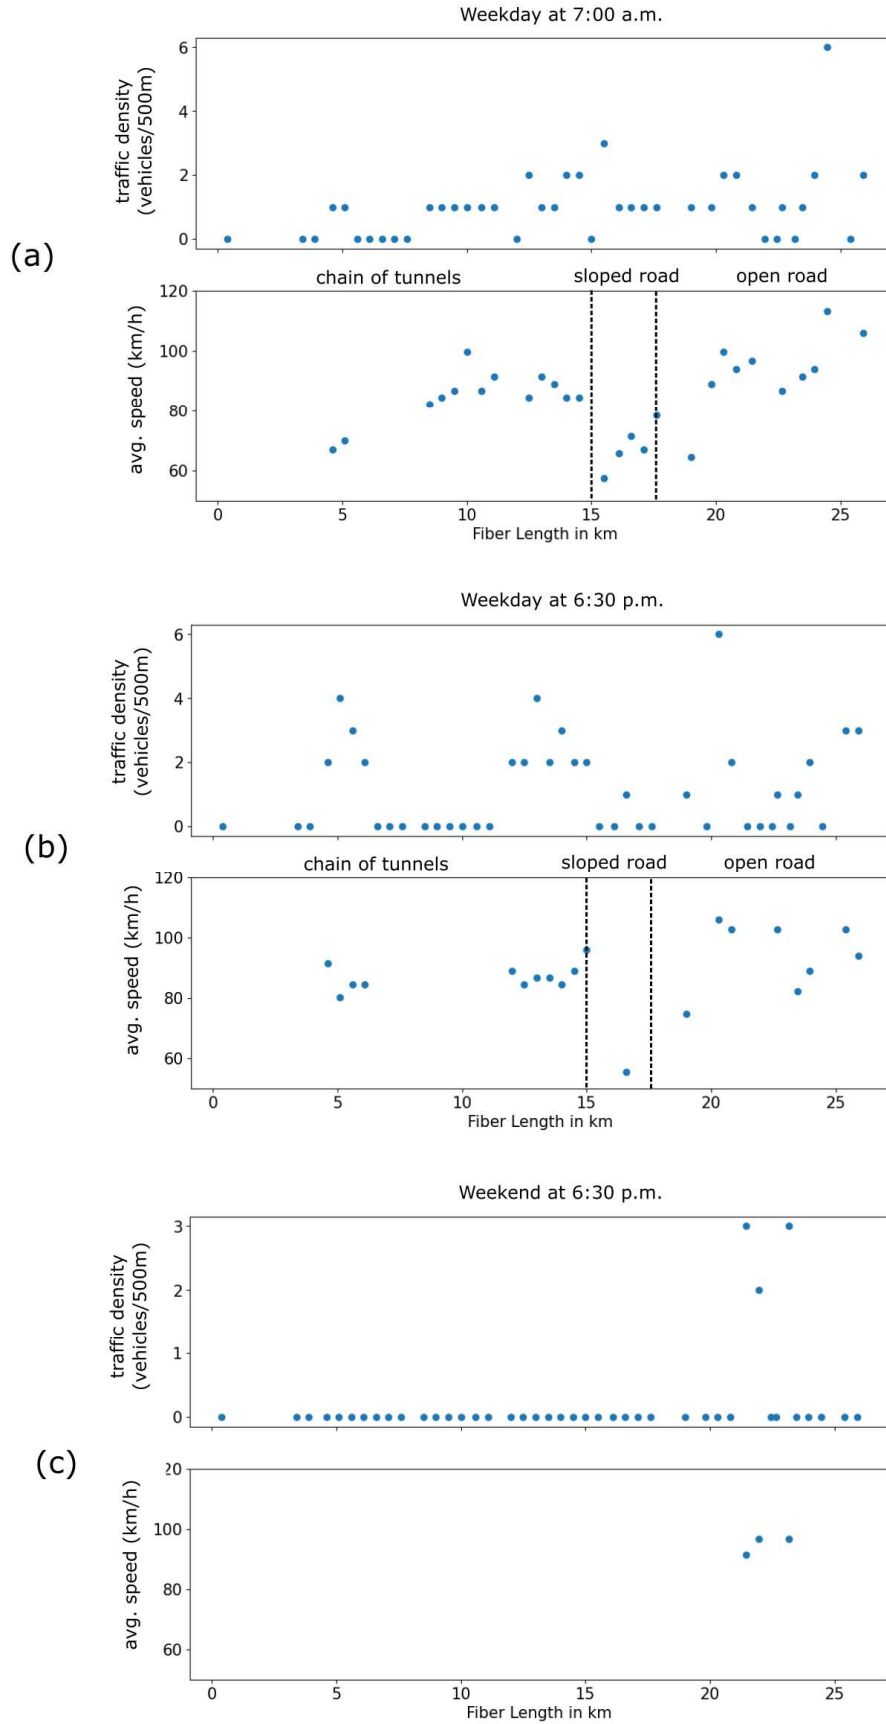 Weekday at 7:00 a.m.
traffic density
(vehicles/500m)
6
4
2
0
(a)
chain of tunnels
sloped road
open road
avg. speed (km/h)
120
100
80
60
0
5
10
15
20
25
Fiber Length in km
Weekday at 6:30 p.m.
traffic density
(vehicles/500m)
6
4
2
0
(b)
chain of tunnels
sloped road
open road
avg. speed (km/h)
120
100
80
60
0
5
10
15
20
25
Fiber Length in km
Weekend at 6:30 p.m.
traffic density
(vehicles/500m)
3
2
1
0
(c)
avg. speed (km/h)
20
100
80
60
0
5
10
15
20
25
Fiber Length in km